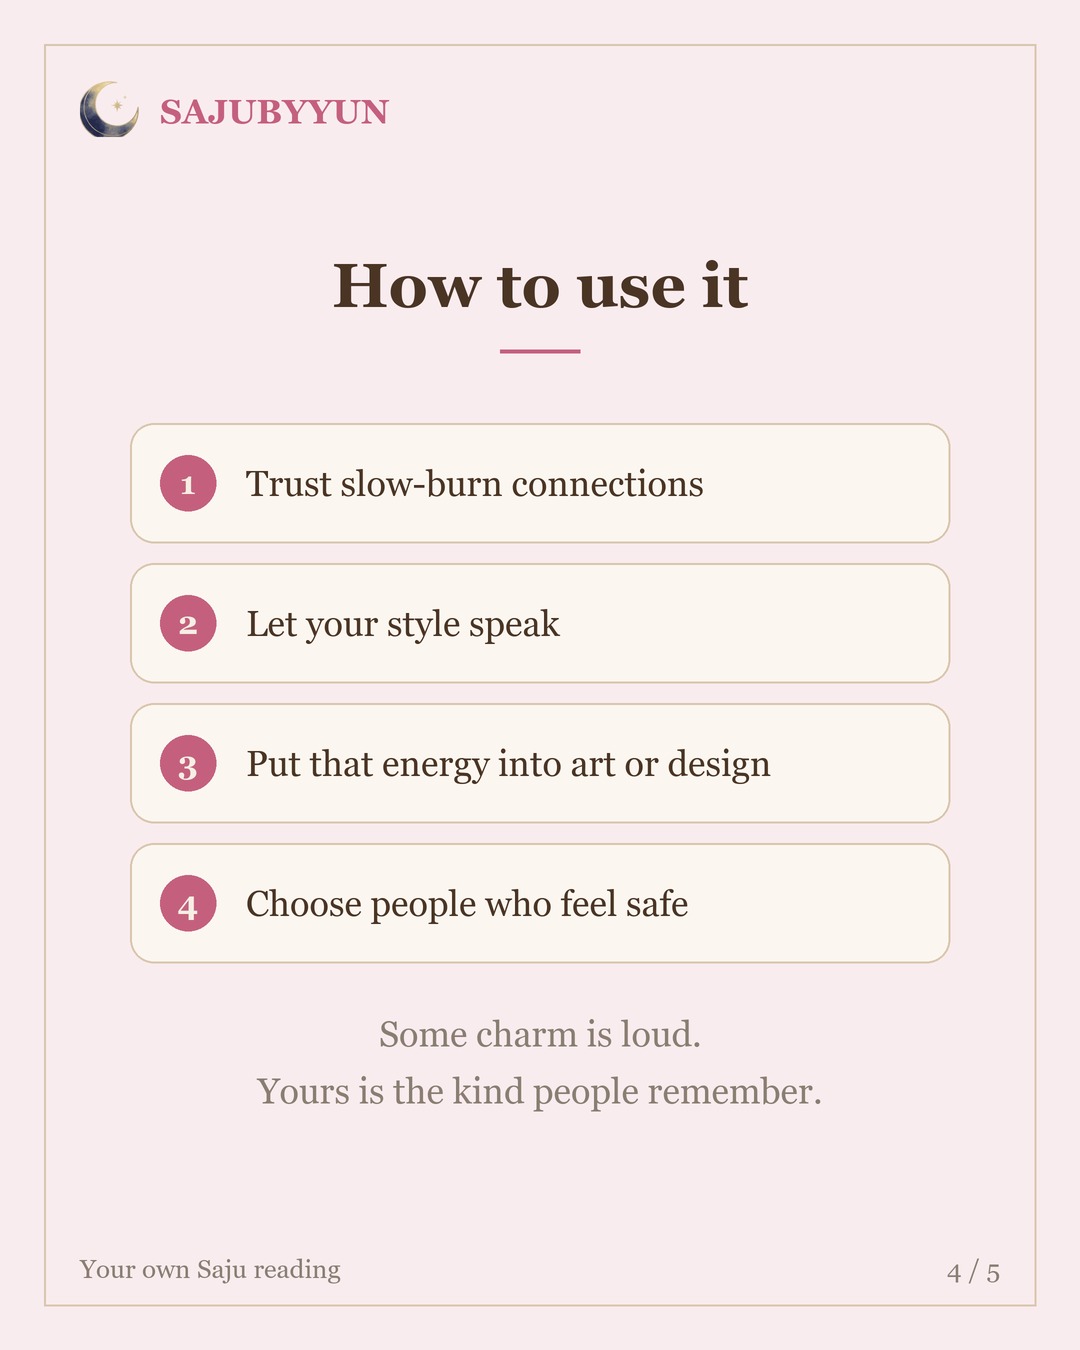 SAJUBYYUN
How to use it
1 Trust slow-burn connections
2 Let your style speak
3 Put that energy into art or design
4 Choose people who feel safe
Some charm is loud.
Yours is the kind people remember.
Your own Saju reading
4 / 5